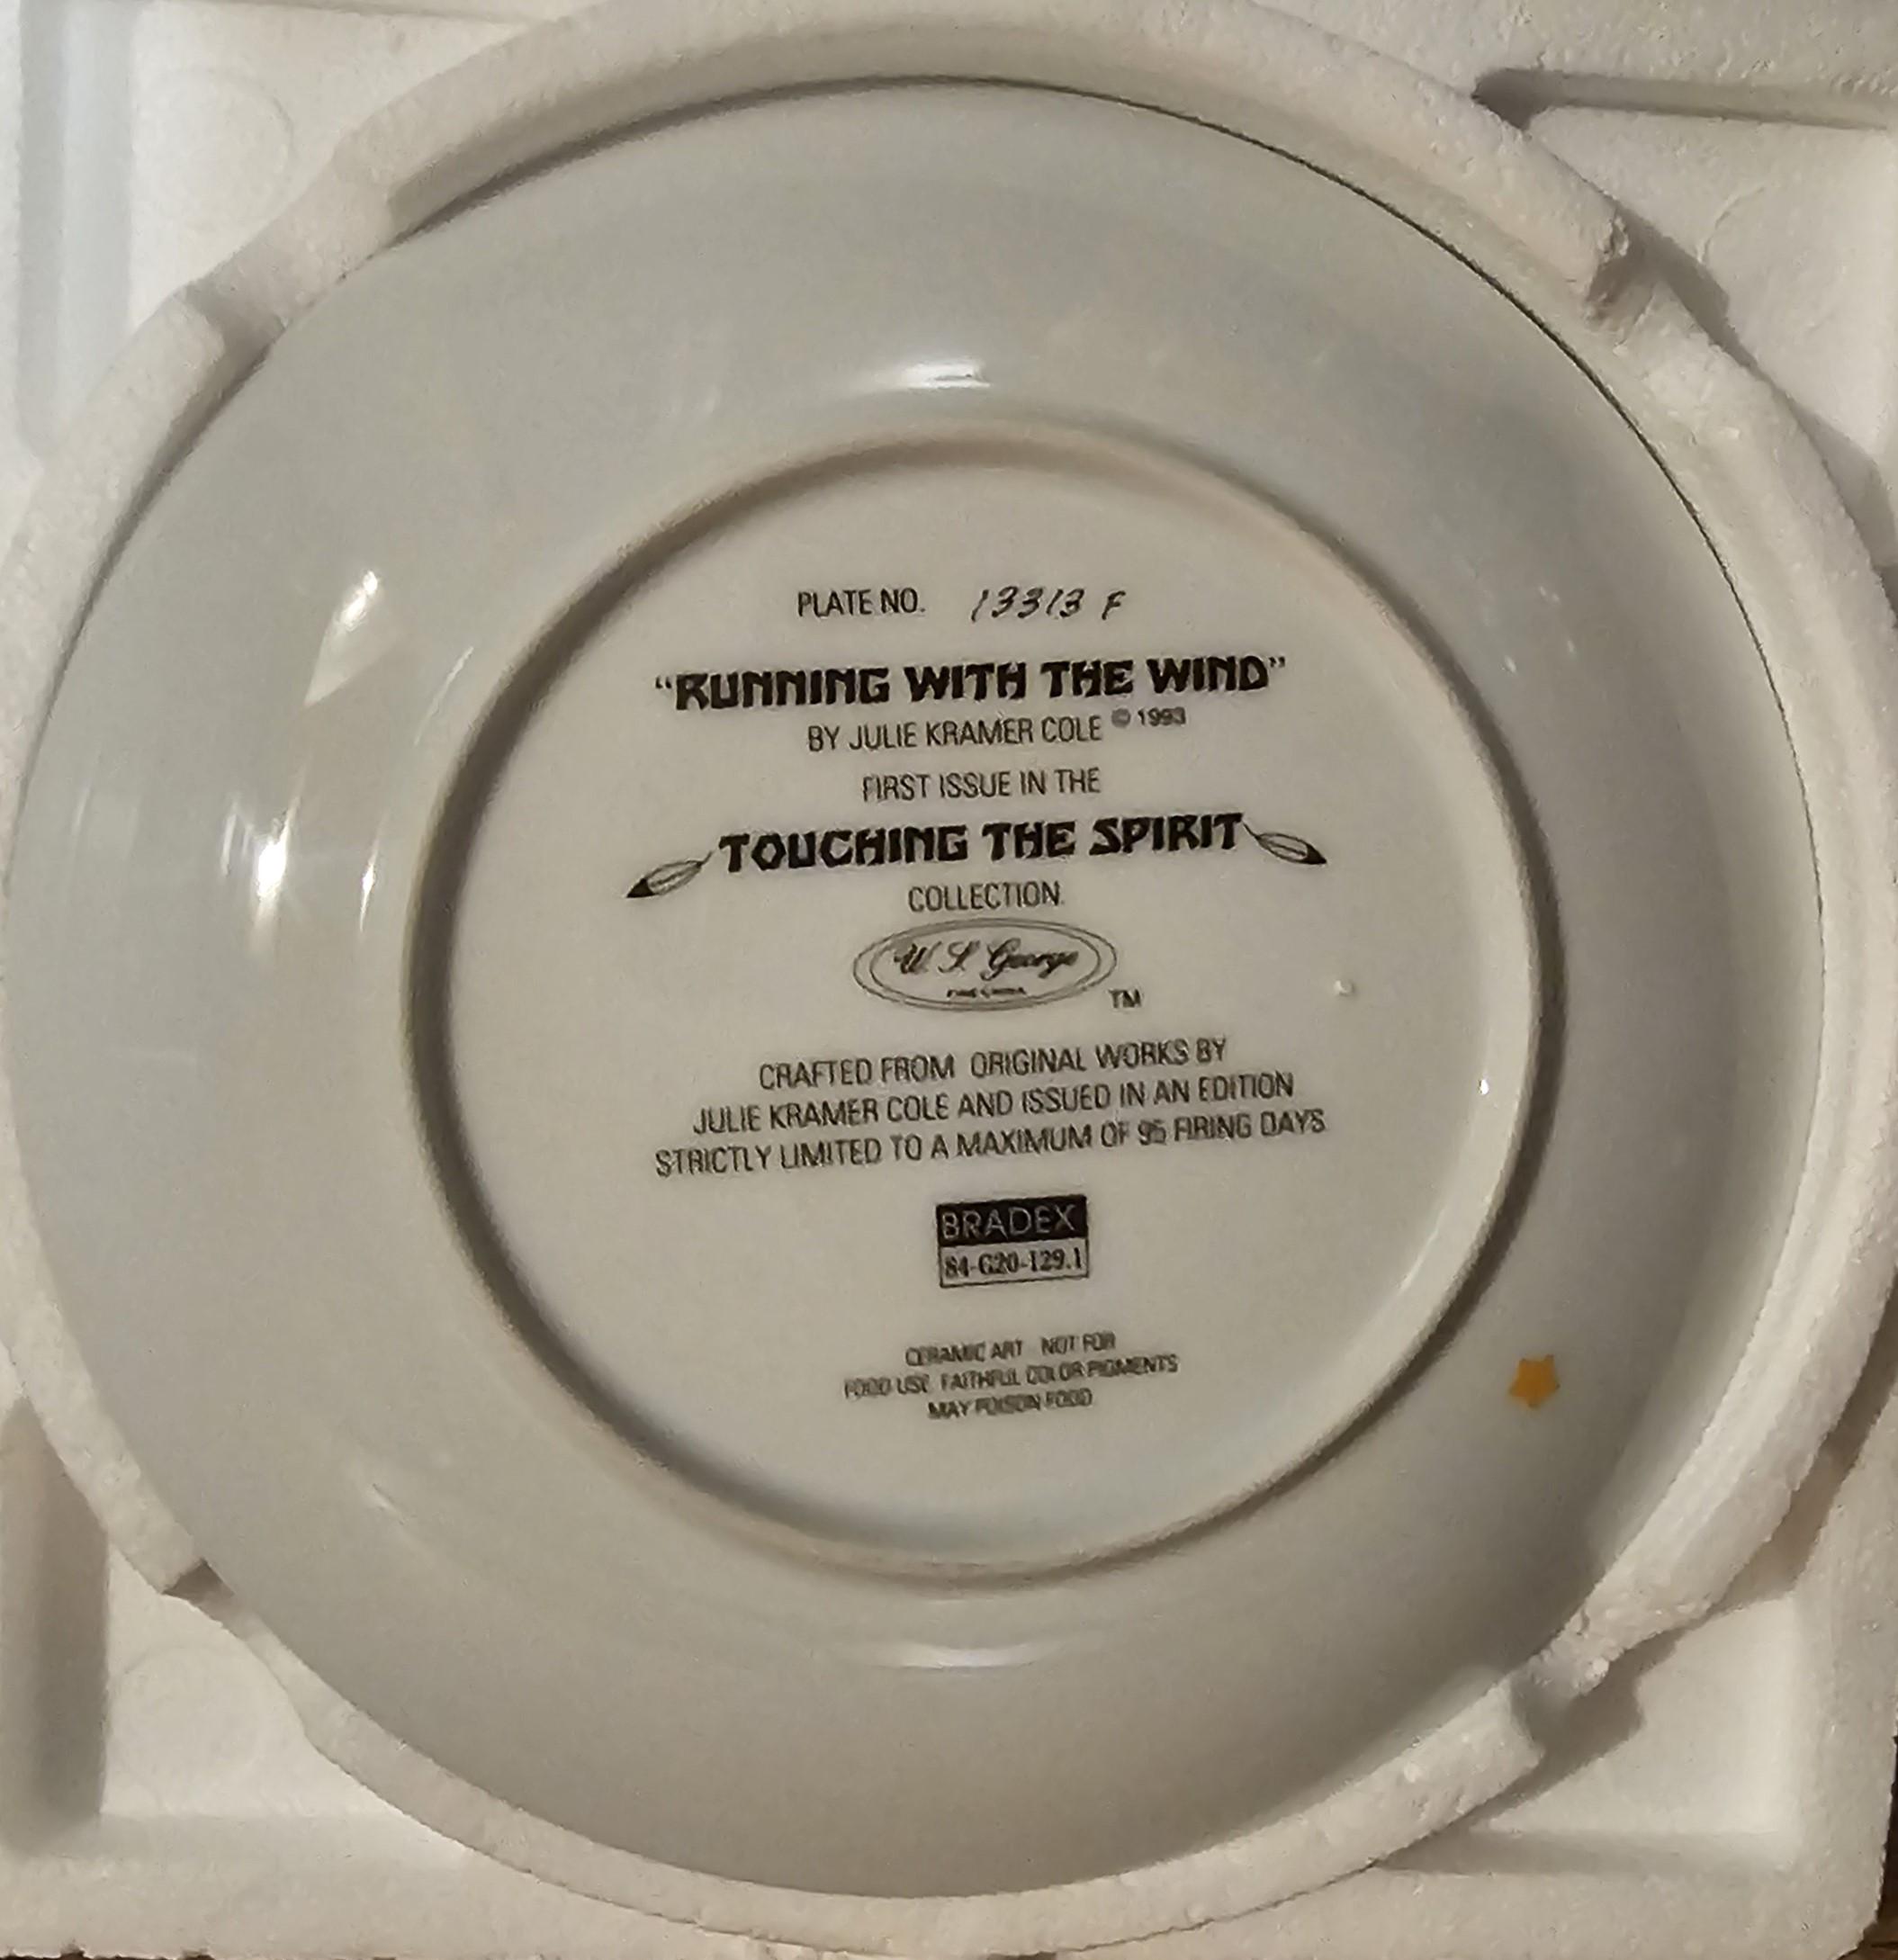 PLATE NO. 13313 F
“RUNNING WITH THE WIND”
BY JULIE KRAMER COLE © 1993
FIRST ISSUE IN THE
TOUCHING THE SPIRIT
COLLECTION.
W. S. George
FINE CHINA
TM
CRAFTED FROM ORIGINAL WORKS BY
JULIE KRAMER COLE AND ISSUED IN AN EDITION
STRICTLY LIMITED TO A MAXIMUM OF 95 FIRING DAYS
BRADEX
84-G20-129.1
CERAMIC ART NOT FOR
FOOD USE. FAITHFUL COLOR PIGMENTS
MAY POISON FOOD